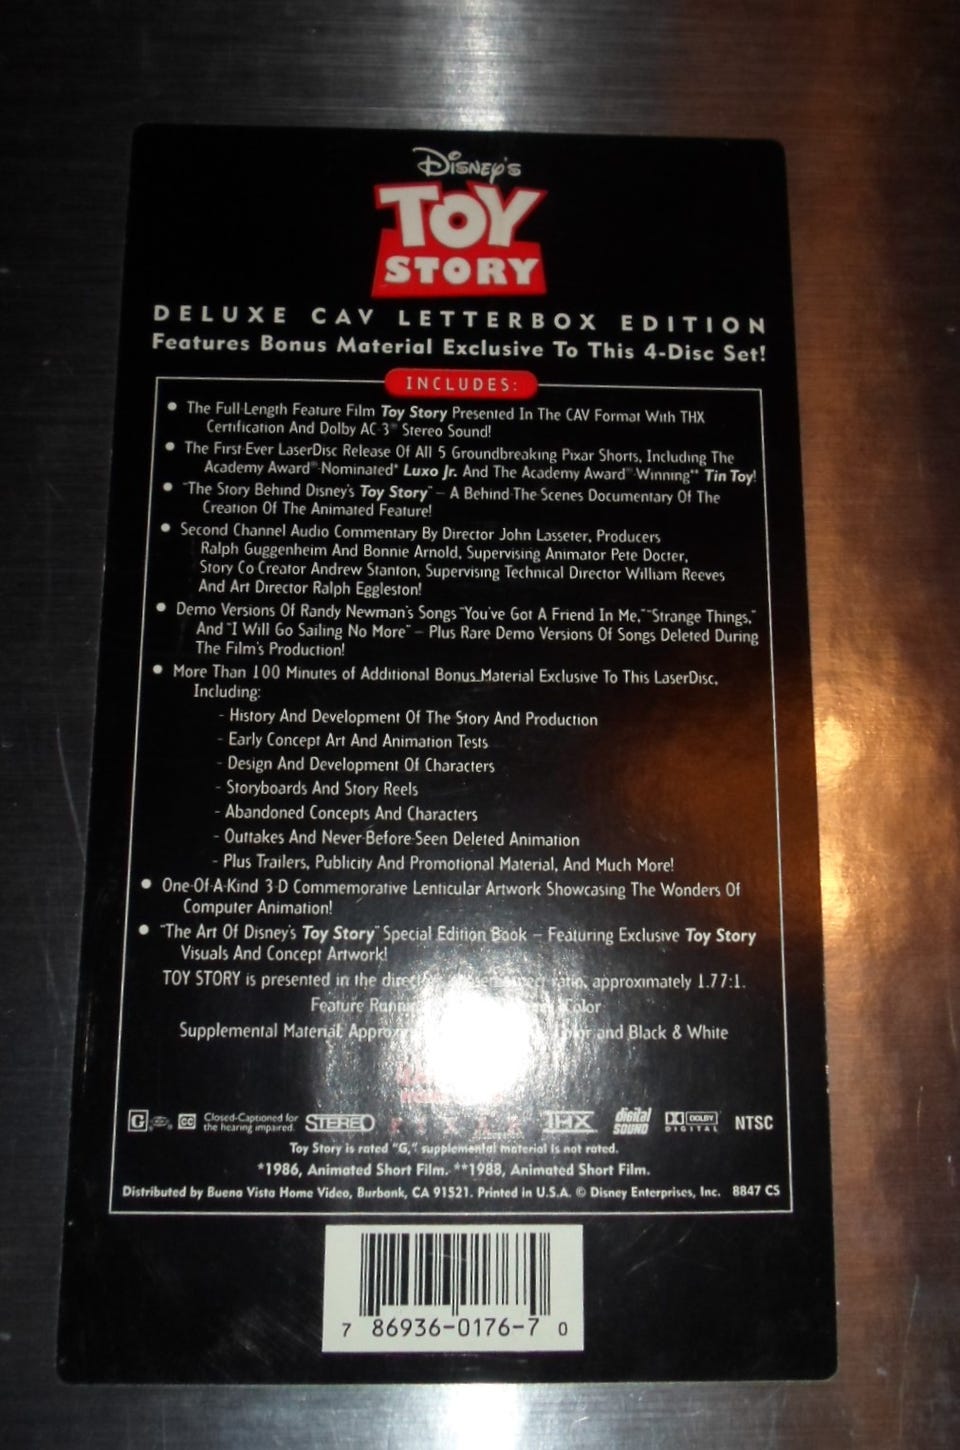 Disney's
TOY
STORY
DELUXE CAV LETTERBOX EDITION
Features Bonus Material Exclusive To This 4-Disc Set!
INCLUDES:
• The Full-Length Feature Film Toy Story Presented In The CAV Format With THX
Certification And Dolby AC-3® Stereo Sound!
• The First-Ever LaserDisc Release Of All 5 Groundbreaking Pixar Shorts, Including The
Academy Award®-Nominated* Luxo Jr. And The Academy Award®-Winning** Tin Toy!
• "The Story Behind Disney's Toy Story" – A Behind-The-Scenes Documentary Of The
Creation Of The Animated Feature!
• Second Channel Audio Commentary By Director John Lasseter, Producers
Ralph Guggenheim And Bonnie Arnold, Supervising Animator Pete Docter,
Story Co-Creator Andrew Stanton, Supervising Technical Director William Reeves
And Art Director Ralph Eggleston!
• Demo Versions Of Randy Newman's Songs "You've Got A Friend In Me," "Strange Things,"
And "I Will Go Sailing No More" – Plus Rare Demo Versions Of Songs Deleted During
The Film's Production!
• More Than 100 Minutes of Additional Bonus Material Exclusive To This LaserDisc,
Including:
- History And Development Of The Story And Production
- Early Concept Art And Animation Tests
- Design And Development Of Characters
- Storyboards And Story Reels
- Abandoned Concepts And Characters
- Outtakes And Never-Before-Seen Deleted Animation
- Plus Trailers, Publicity And Promotional Material, And Much More!
• One-Of-A-Kind 3-D Commemorative Lenticular Artwork Showcasing The Wonders Of
Computer Animation!
• "The Art Of Disney's Toy Story" Special Edition Book – Featuring Exclusive Toy Story
Visuals And Concept Artwork!
TOY STORY is presented in the ratio, approximately 1.77:1.
Feature Color
Supplemental Material: and Black & White
G CC Closed-Captioned for
the hearing impaired. STEREO PIXAR THX digital
SOUND DOLBY
DIGITAL NTSC
Toy Story is rated "G," supplemental material is not rated.
*1986, Animated Short Film. **1988, Animated Short Film.
Distributed by Buena Vista Home Video, Burbank, CA 91521. Printed in U.S.A. © Disney Enterprises, Inc. 8847 CS
7 86936-0176-7 0